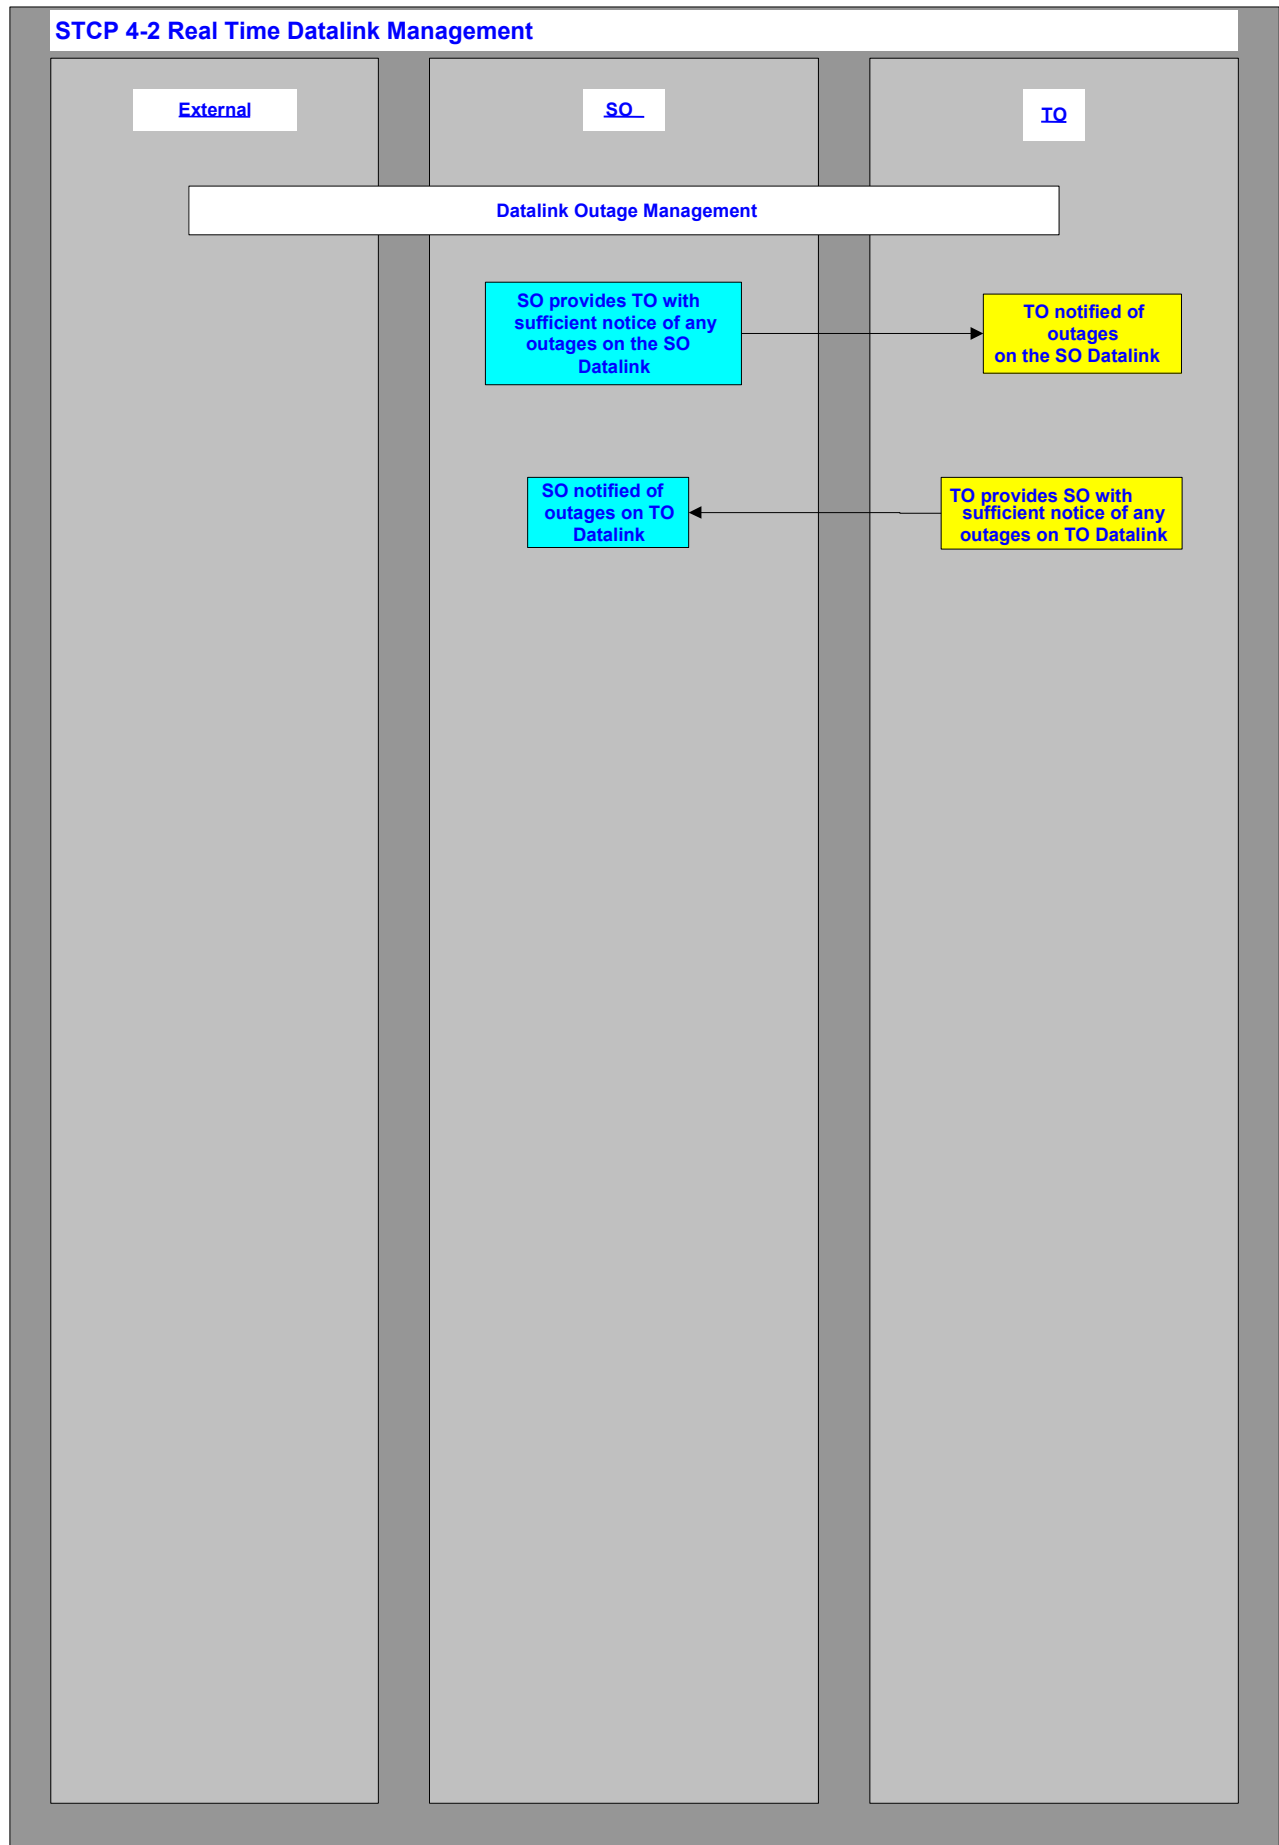 STCP 4-2 Real Time Datalink Management
External
SO
TO
Datalink Outage Management
SO provides TO with
sufficient notice of any
outages on the SO
Datalink
TO notified of
outages
on the SO Datalink
SO notified of
outages on TO
Datalink
TO provides SO with
sufficient notice of any
outages on TO Datalink